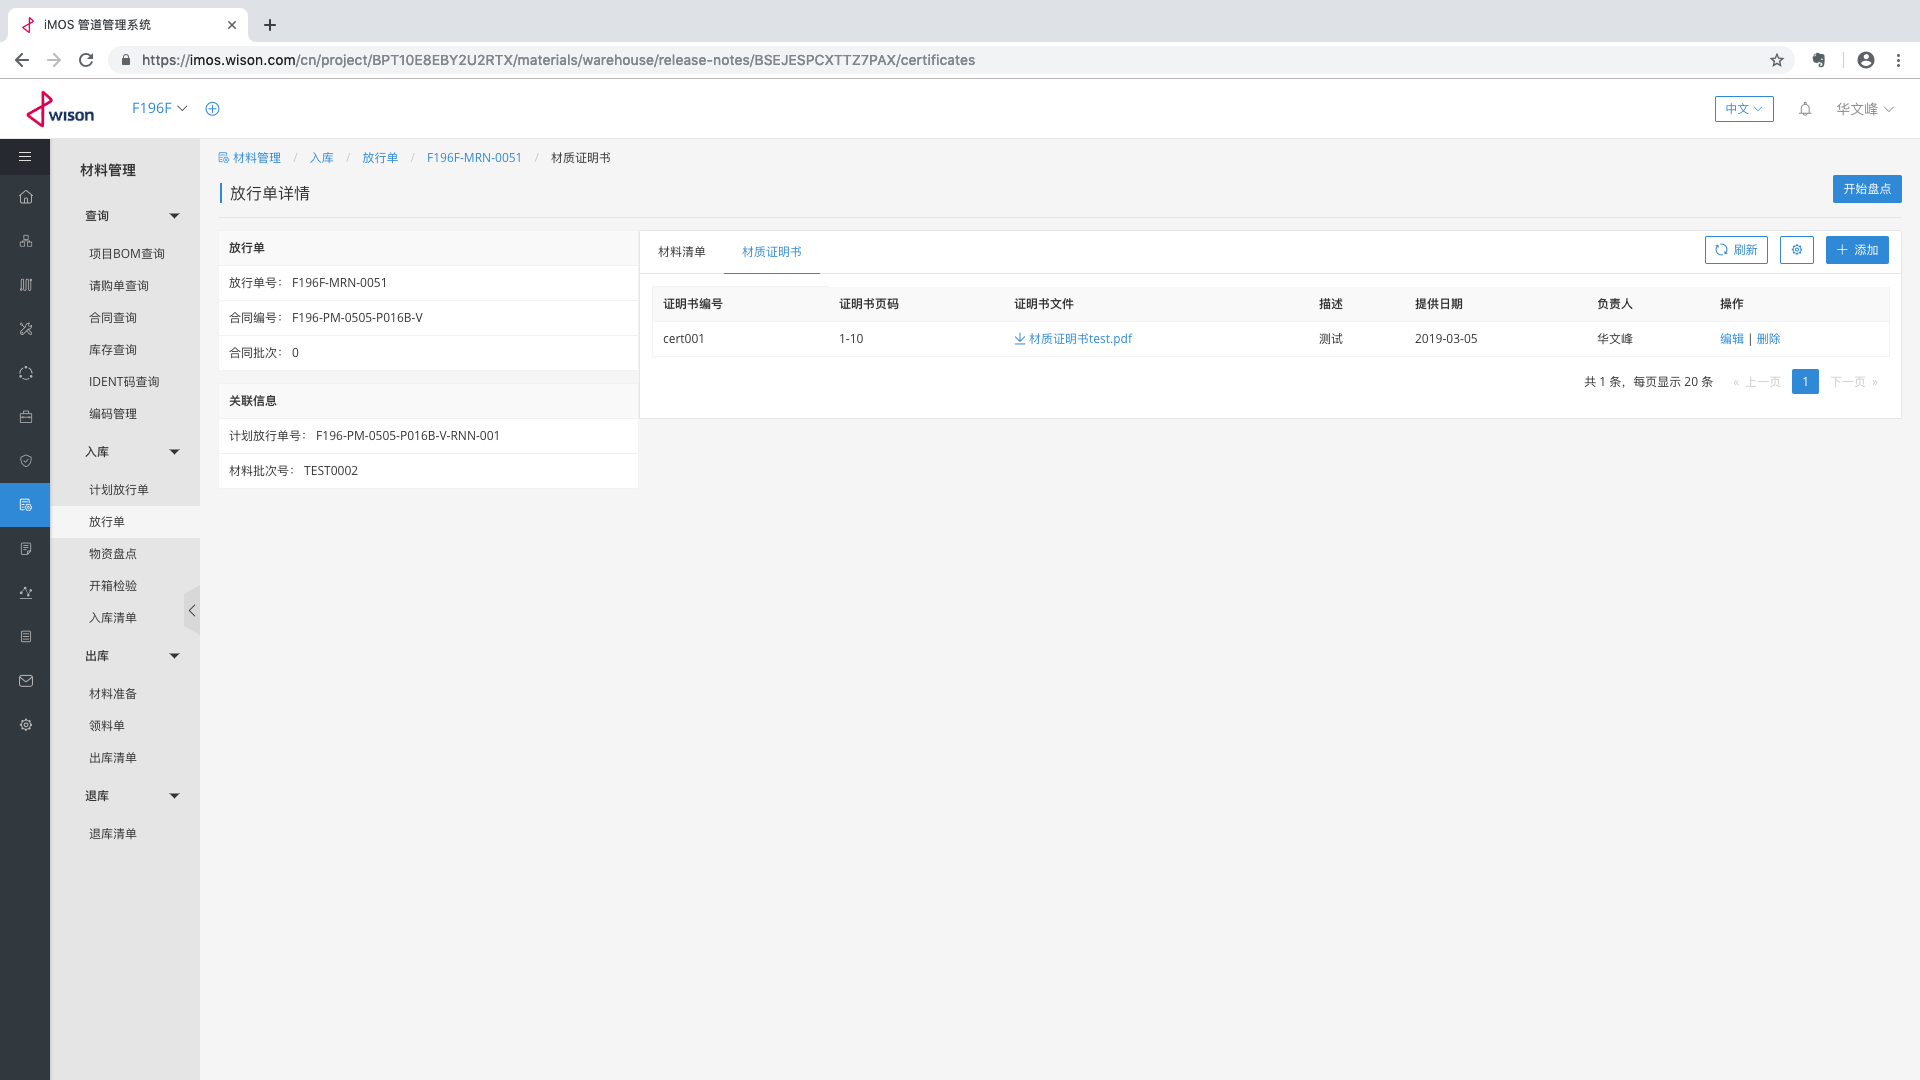 iMOS 管道管理系统
https://imos.wison.com/cn/project/BPT10E8EBY2U2RTX/materials/warehouse/release-notes/BSEJESPCXTTZ7PAX/certificates
wison
F196F
中文
华文峰
材料管理
查询
项目BOM查询
请购单查询
合同查询
库存查询
IDENT码查询
编码管理
入库
计划放行单
放行单
物资盘点
开箱检验
入库清单
出库
材料准备
领料单
出库清单
退库
退库清单
材料管理 / 入库 / 放行单 / F196F-MRN-0051 / 材质证明书
放行单详情
开始盘点
放行单
放行单号： F196F-MRN-0051
合同编号： F196-PM-0505-P016B-V
合同批次： 0
关联信息
计划放行单号： F196-PM-0505-P016B-V-RNN-001
材料批次号： TEST0002
材料清单 材质证明书
刷新 添加
证明书编号 证明书页码 证明书文件 描述 提供日期 负责人 操作
cert001 1-10 材质证明书test.pdf 测试 2019-03-05 华文峰 编辑 | 删除
共 1 条，每页显示 20 条 « 上一页 1 下一页 »